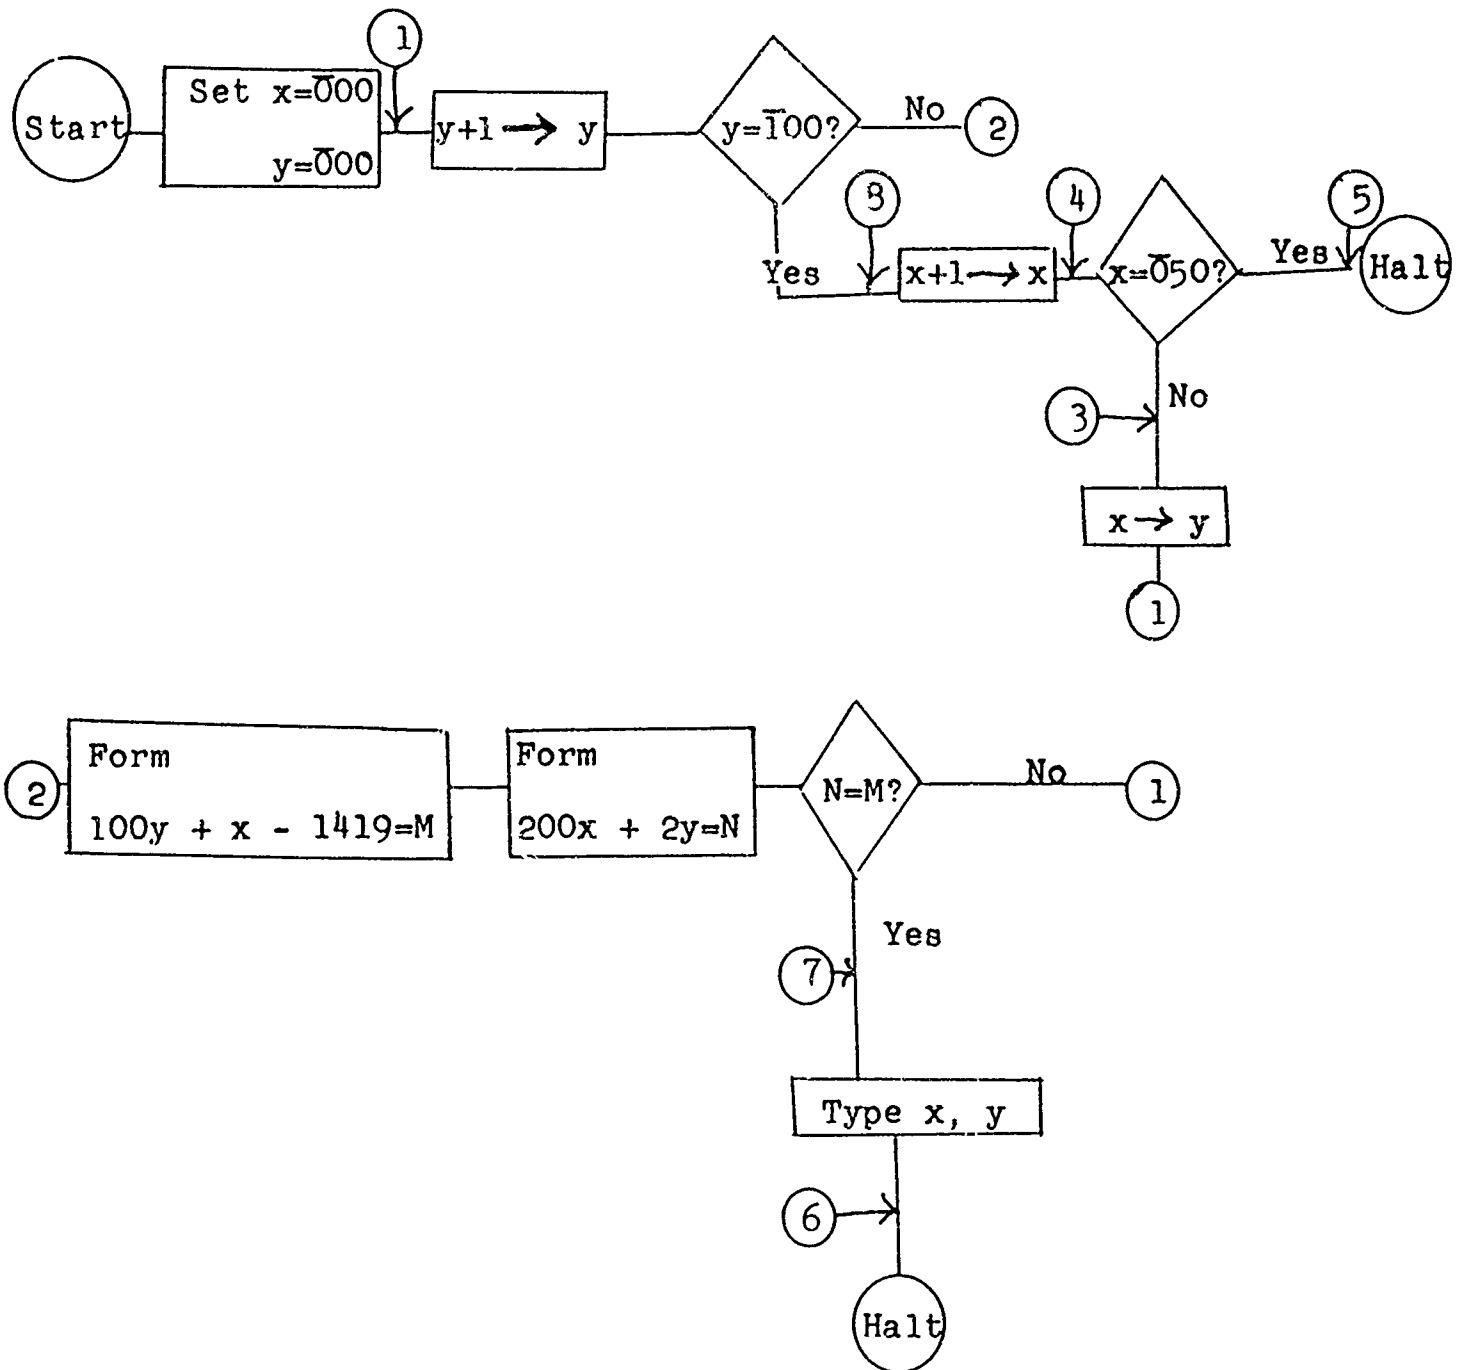 1
Start
Set x=0̅00
y=0̅00
y+1 → y
y=1̅00?
No
2
Yes
8
x+1 → x
4
x=0̅50?
Yes
5
Halt
No
3
x → y
1
2
Form
100y + x - 1419=M
Form
200x + 2y=N
N=M?
No
1
Yes
7
Type x, y
6
Halt